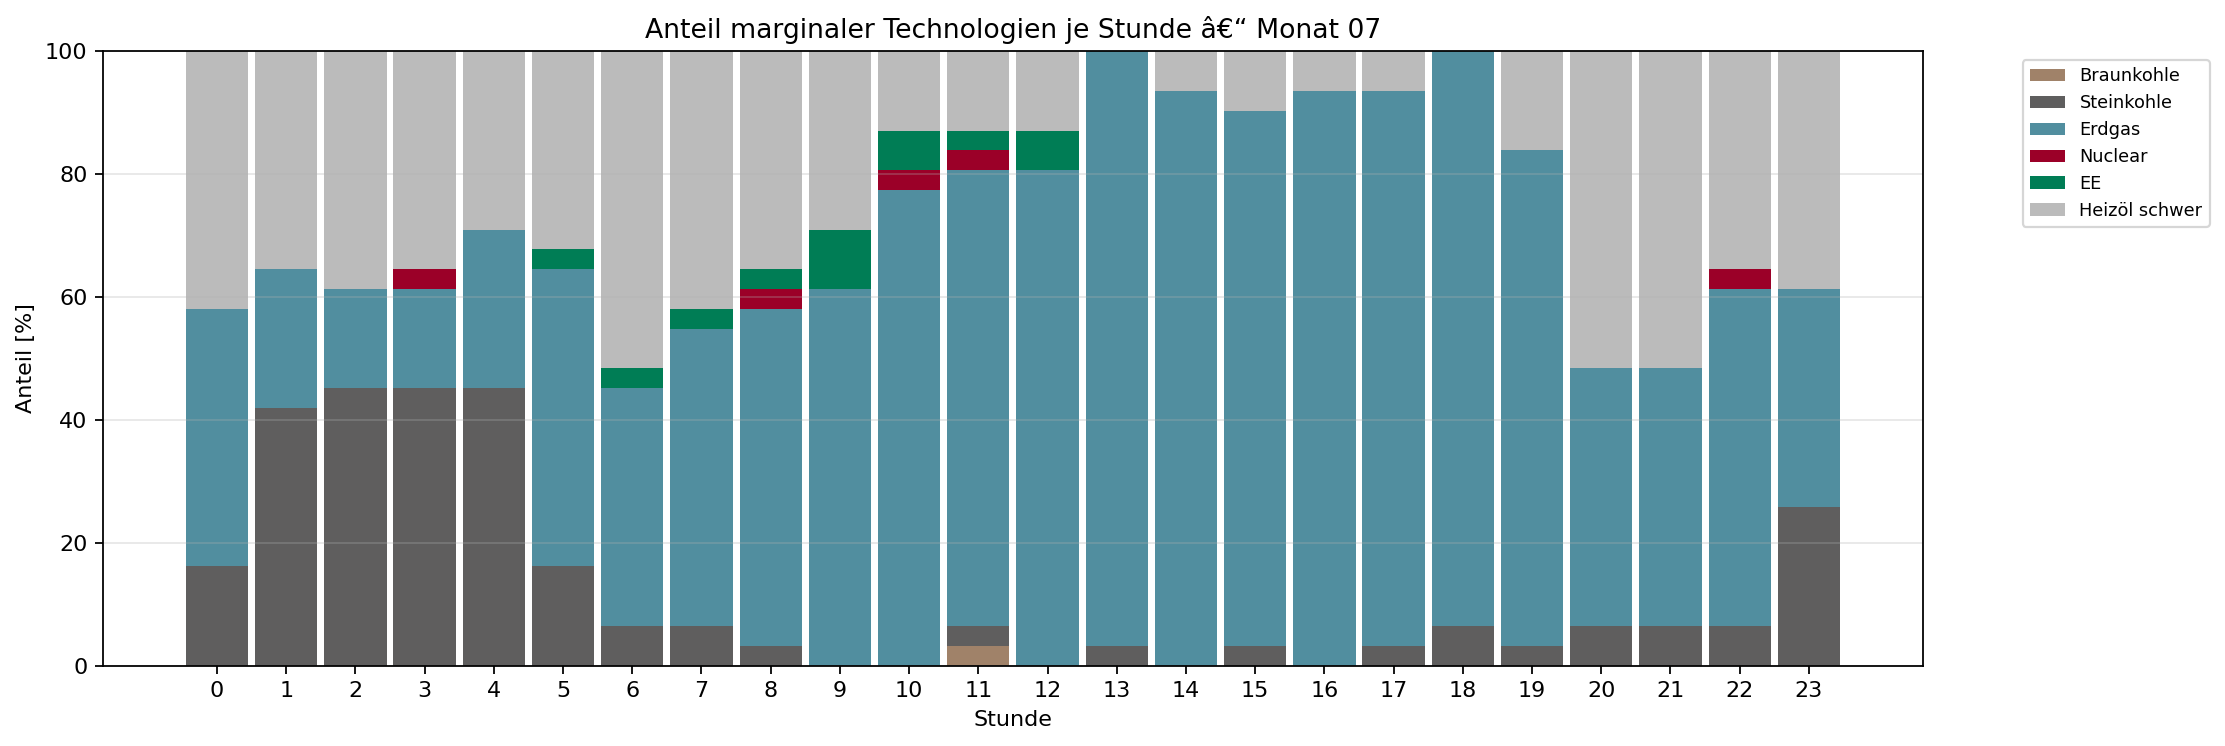 Anteil marginaler Technologien je Stunde â€“ Monat 07
Anteil [%]
100
80
60
40
20
0
0 1 2 3 4 5 6 7 8 9 10 11 12 13 14 15 16 17 18 19 20 21 22 23
Stunde
Braunkohle
Steinkohle
Erdgas
Nuclear
EE
Heizöl schwer